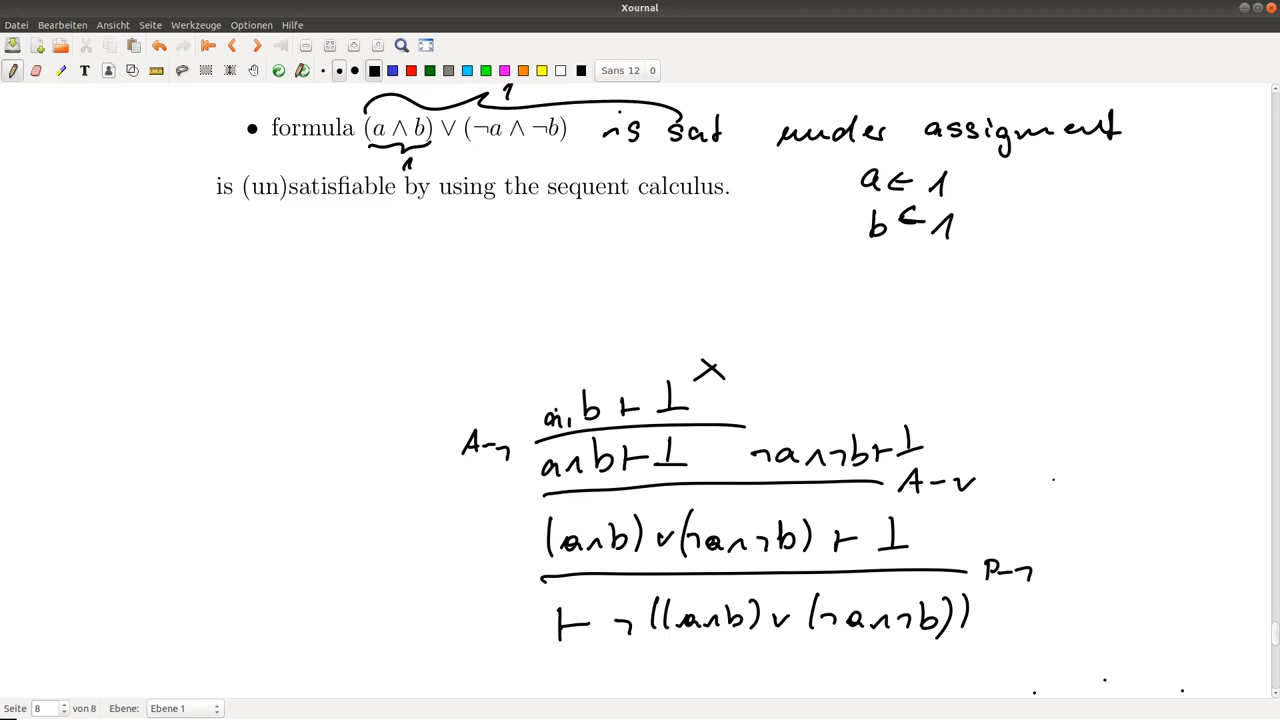 Xournal
Datei Bearbeiten Ansicht Seite Werkzeuge Optionen Hilfe
Sans 12 0
1
• formula (a ∧ b) ∨ (¬a ∧ ¬b) is sat under assigment
1
is (un)satisfiable by using the sequent calculus.
a ← 1
b ← 1
a, b ⊢ ⊥ ×
A-¬
a ∧ b ⊢ ⊥ ¬a ∧ ¬b ⊢ ⊥
A-∨
(a ∧ b) ∨ (¬a ∧ ¬b) ⊢ ⊥
P-¬
⊢ ¬((a ∧ b) ∨ (¬a ∧ ¬b))
Seite 8 von 8 Ebene: Ebene 1